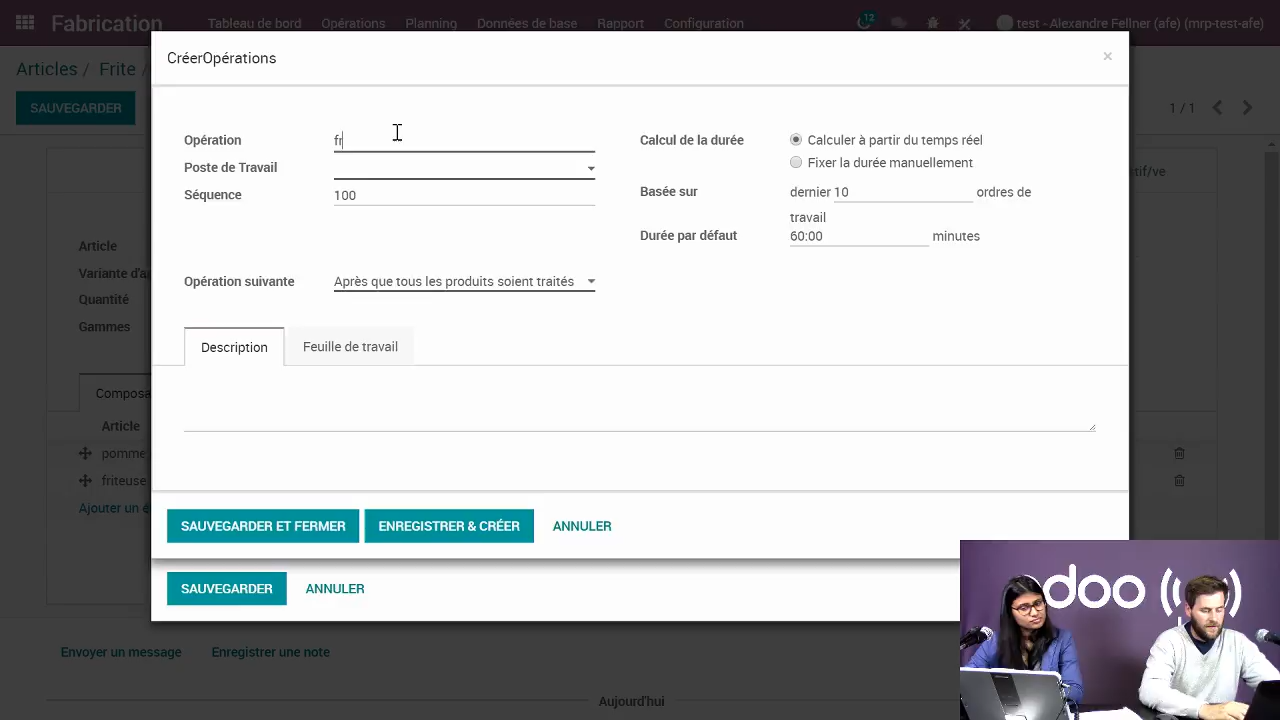 Fabrication Tableau de bord Opérations Planning Données de base Rapport Configuration 12 test - Alexandre Fellner (afe) (mrp-test-afe)
Articles / Frite /
SAUVEGARDER
1 / 1
CréerOpérations
×
Opération fr
Poste de Travail
Séquence 100
Opération suivante Après que tous les produits soient traités
Calcul de la durée Calculer à partir du temps réel
Fixer la durée manuellement
Basée sur dernier 10 ordres de
travail
Durée par défaut 60:00 minutes
Description Feuille de travail
SAUVEGARDER ET FERMER ENREGISTRER & CRÉER ANNULER
SAUVEGARDER ANNULER
tif/ve
Article
Variante d'a
Quantité
Gammes
Compose
Article
pomme
friteuse
Ajouter un é
Envoyer un message Enregistrer une note
Aujourd'hui
odoo